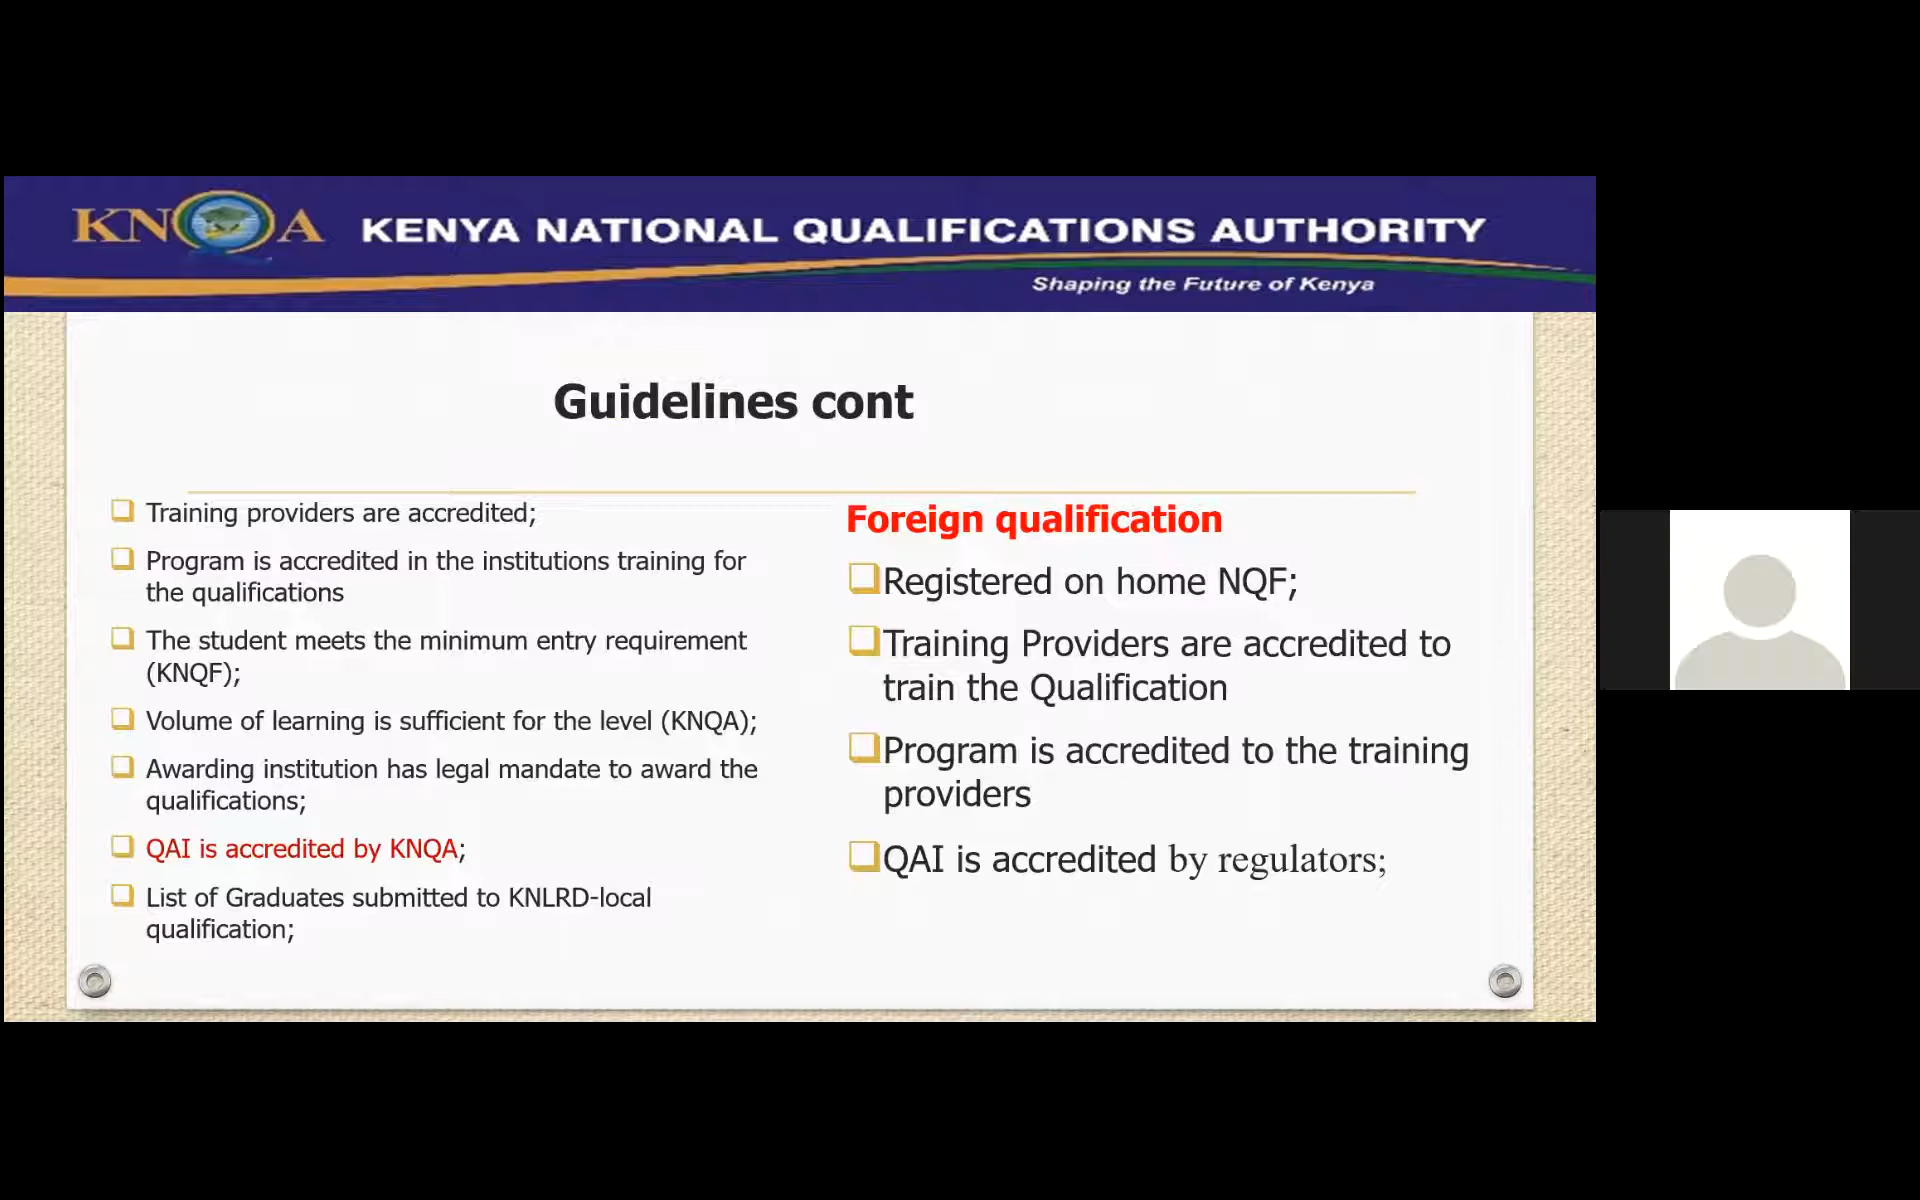 KNQA KENYA NATIONAL QUALIFICATIONS AUTHORITY
Shaping the Future of Kenya
Guidelines cont
Training providers are accredited;
Program is accredited in the institutions training for
the qualifications
The student meets the minimum entry requirement
(KNQF);
Volume of learning is sufficient for the level (KNQA);
Awarding institution has legal mandate to award the
qualifications;
QAI is accredited by KNQA;
List of Graduates submitted to KNLRD-local
qualification;
Foreign qualification
Registered on home NQF;
Training Providers are accredited to
train the Qualification
Program is accredited to the training
providers
QAI is accredited by regulators;